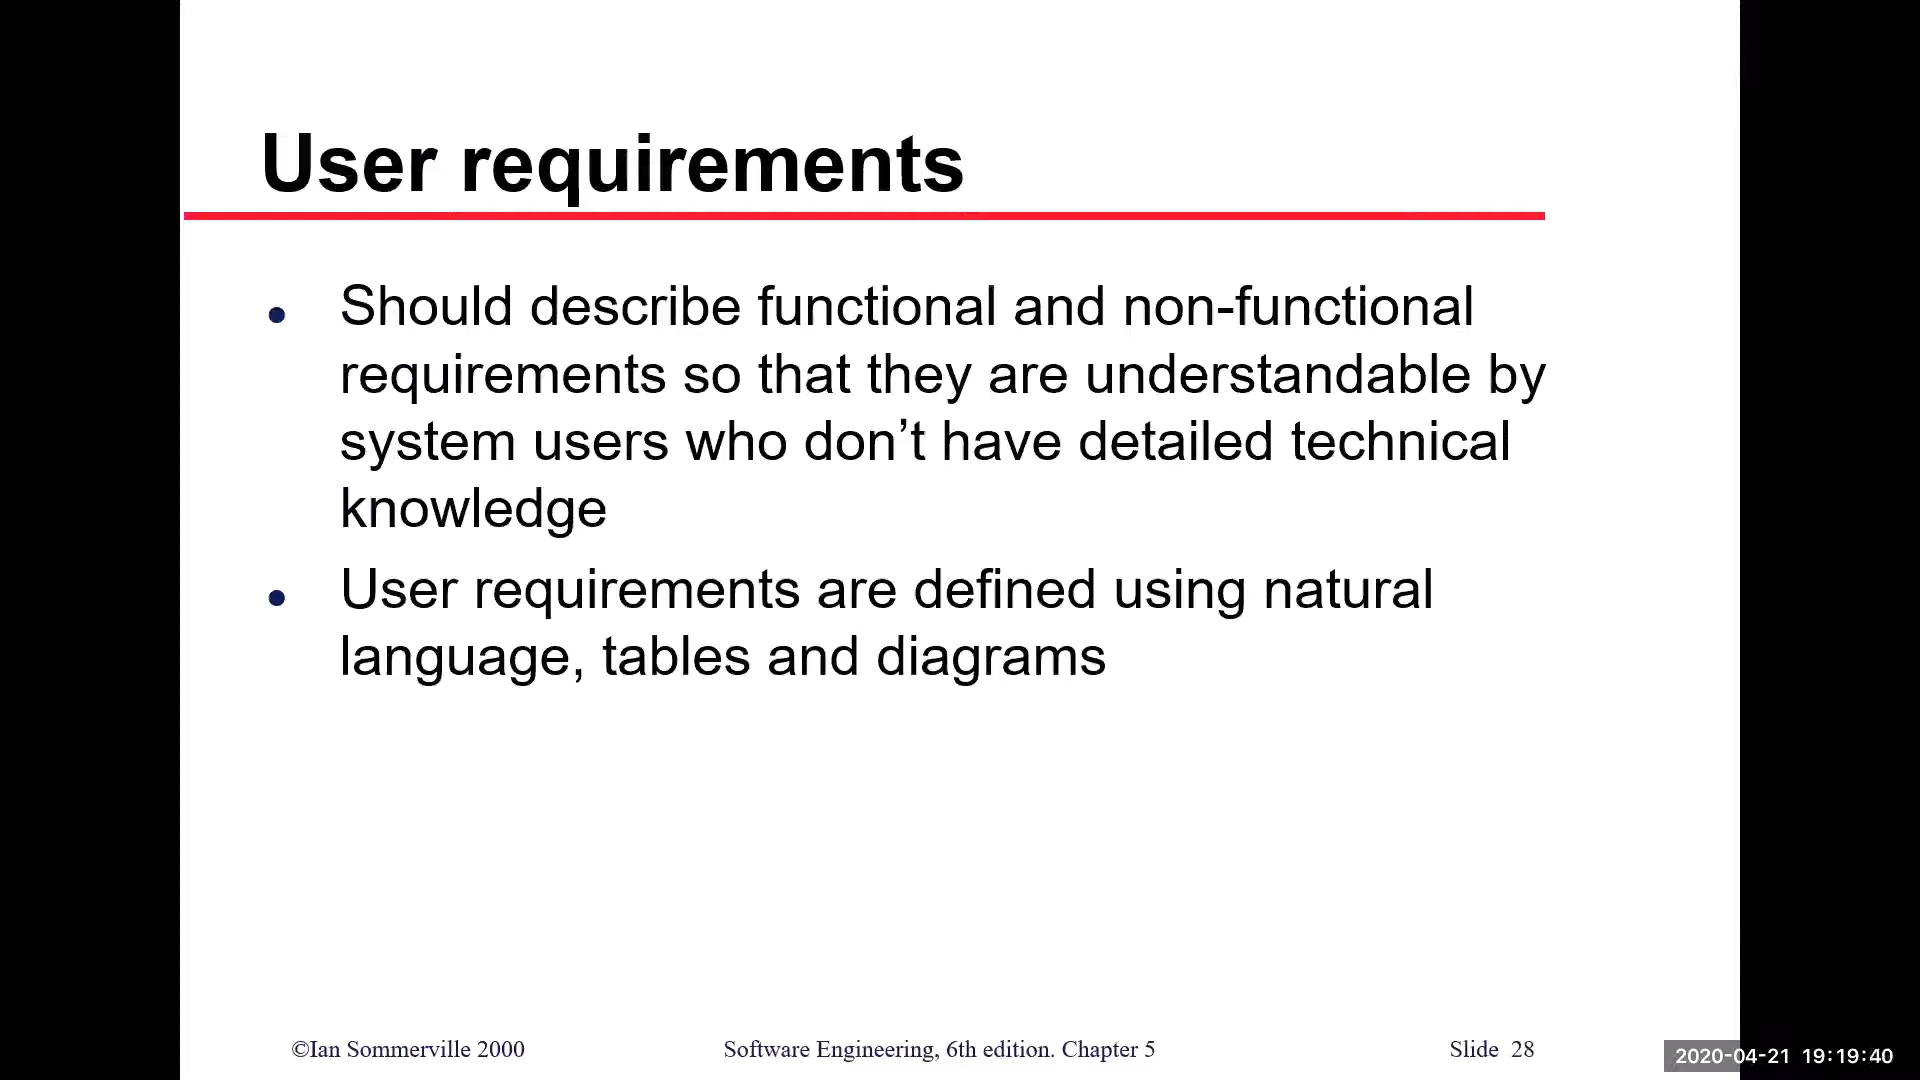 User requirements
● Should describe functional and non-functional
requirements so that they are understandable by
system users who don’t have detailed technical
knowledge
● User requirements are defined using natural
language, tables and diagrams
©Ian Sommerville 2000
Software Engineering, 6th edition. Chapter 5
Slide 28
2020-04-21 19:19:40